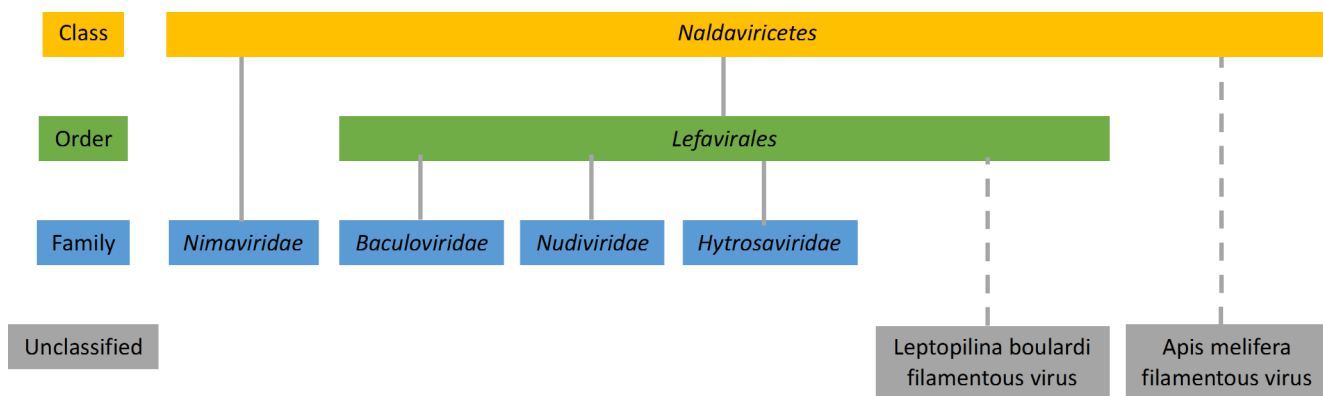 Class
Naldaviricetes
Order
Lefavirales
Family
Nimaviridae
Baculoviridae
Nudiviridae
Hytrosaviridae
Unclassified
Leptopilina boulardi
filamentous virus
Apis melifera
filamentous virus